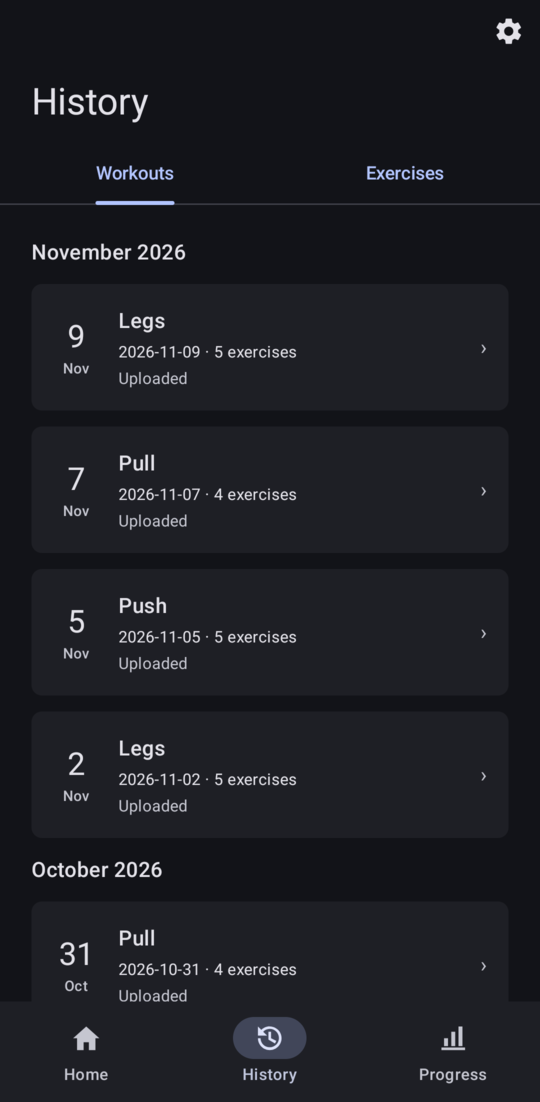 History
Workouts
Exercises
November 2026
9
Nov
Legs
2026-11-09 · 5 exercises
Uploaded
7
Nov
Pull
2026-11-07 · 4 exercises
Uploaded
5
Nov
Push
2026-11-05 · 5 exercises
Uploaded
2
Nov
Legs
2026-11-02 · 5 exercises
Uploaded
October 2026
31
Oct
Pull
2026-10-31 · 4 exercises
Uploaded
Home
History
Progress